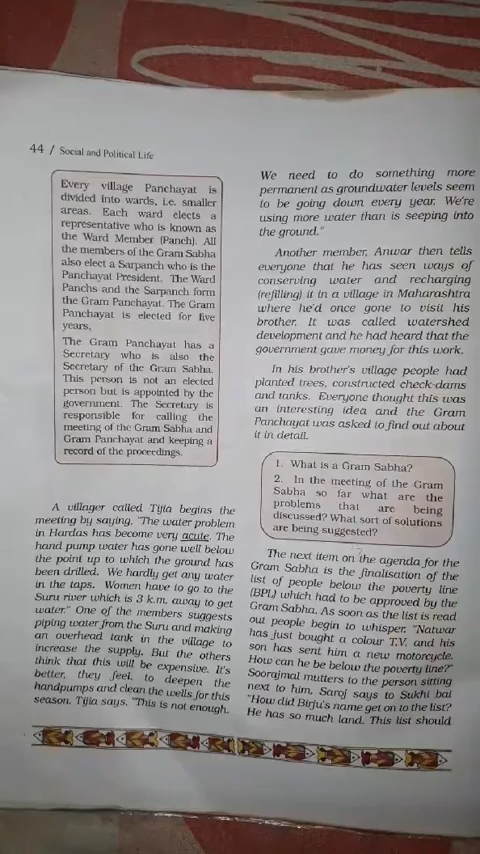 44 / Social and Political Life
Every village Panchayat is
divided into wards, i.e. smaller
areas. Each ward elects a
representative who is known as
the Ward Member (Panch). All
the members of the Gram Sabha
also elect a Sarpanch who is the
Panchayat President. The Ward
Panchs and the Sarpanch form
the Gram Panchayat. The Gram
Panchayat is elected for five
years.
The Gram Panchayat has a
Secretary who is also the
Secretary of the Gram Sabha.
This person is not an elected
person but is appointed by the
government. The Secretary is
responsible for calling the
meeting of the Gram Sabha and
Gram Panchayat and keeping a
record of the proceedings.
A villager called Tijia begins the
meeting by saying, "The water problem
in Hardas has become very acute. The
hand pump water has gone well below
the point up to which the ground has
been drilled. We hardly get any water
in the taps. Women have to go to the
Suru river which is 3 k.m. away to get
water." One of the members suggests
piping water from the Suru and making
an overhead tank in the village to
increase the supply. But the others
think that this will be expensive. It's
better, they feel, to deepen the
handpumps and clean the wells for this
season. Tijia says, "This is not enough.
We need to do something more
permanent as groundwater levels seem
to be going down every year. We're
using more water than is seeping into
the ground."
Another member, Anwar then tells
everyone that he has seen ways of
conserving water and recharging
(refilling) it in a village in Maharashtra
where he'd once gone to visit his
brother. It was called watershed
development and he had heard that the
government gave money for this work.
In his brother's village people had
planted trees, constructed check-dams
and tanks. Everyone thought this was
an interesting idea and the Gram
Panchayat was asked to find out about
it in detail.
1. What is a Gram Sabha?
2. In the meeting of the Gram
Sabha so far what are the
problems that are being
discussed? What sort of solutions
are being suggested?
The next item on the agenda for the
Gram Sabha is the finalisation of the
list of people below the poverty line
(BPL) which had to be approved by the
Gram Sabha. As soon as the list is read
out people begin to whisper. "Natwar
has just bought a colour T.V. and his
son has sent him a new motorcycle.
How can he be below the poverty line?"
Soorajmal mutters to the person sitting
next to him. Saroj says to Sukhi bai
"How did Birju's name get on to the list?
He has so much land. This list should